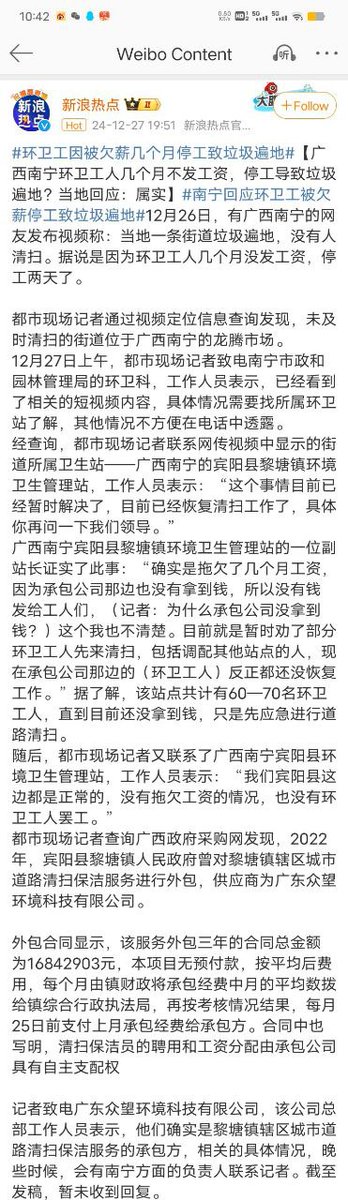 10:42
0.60 KB/s
HD 2
5G
5G
Weibo Content
听
新浪热点
+Follow
Hot 24-12-27 19:51 新浪热点官...
#环卫工因被欠薪几个月停工致垃圾遍地#【广
西南宁环卫工人几个月不发工资，停工导致垃圾遍
地？当地回应：属实】#南宁回应环卫工被欠
薪停工致垃圾遍地#12月26日，有广西南宁的网
友发布视频称：当地一条街道垃圾遍地，没有人
清扫。据说是因为环卫工人几个月没发工资，停
工两天了。
都市现场记者通过视频定位信息查询发现，未及
时清扫的街道位于广西南宁的龙腾市场。
12月27日上午，都市现场记者致电南宁市政和
园林管理局的环卫科，工作人员表示，已经看到
了相关的短视频内容，具体情况需要找所属环卫
站了解，其他情况不方便在电话中透露。
经查询，都市现场记者联系网传视频中显示的街
道所属卫生站——广西南宁的宾阳县黎塘镇环境
卫生管理站，工作人员表示：“这个事情目前已
经暂时解决了，目前已经恢复清扫工作了，具体
你再问一下我们领导。”
广西南宁宾阳县黎塘镇环境卫生管理站的一位副
站长证实了此事：“确实是拖欠了几个月工资，
因为承包公司那边也没有拿到钱，所以没有钱
发给工人们，（记者：为什么承包公司没拿到
钱？）这个我也不清楚。目前就是暂时劝了部分
环卫工人先来清扫，包括调配其他站点的人，现
在承包公司那边的（环卫工人）反正都还没恢复
工作。”据了解，该站点共计有60—70名环卫
工人，直到目前还没拿到钱，只是先应急进行道
路清扫。
随后，都市现场记者又联系了广西南宁宾阳县环
境卫生管理站，工作人员表示：“我们宾阳县这
边都是正常的，没有拖欠工资的情况，也没有环
卫工人罢工。”
都市现场记者查询广西政府采购网发现，2022
年，宾阳县黎塘镇人民政府曾对黎塘镇辖区城市
道路清扫保洁服务进行外包，供应商为广东众望
环境科技有限公司。
外包合同显示，该服务外包三年的合同总金额
为16842903元，本项目无预付款，按平均后费
用，每个月由镇财政将承包经费中月的平均数拨
给镇综合行政执法局，再按考核情况结果，每月
25日前支付上月承包经费给承包方。合同中也
写明，清扫保洁员的聘用和工资分配由承包公司
具有自主支配权
记者致电广东众望环境科技有限公司，该公司总
部工作人员表示，他们确实是黎塘镇辖区城市道
路清扫保洁服务的承包方，相关的具体情况，晚
些时候，会有南宁方面的负责人联系记者。截至
发稿，暂未收到回复。